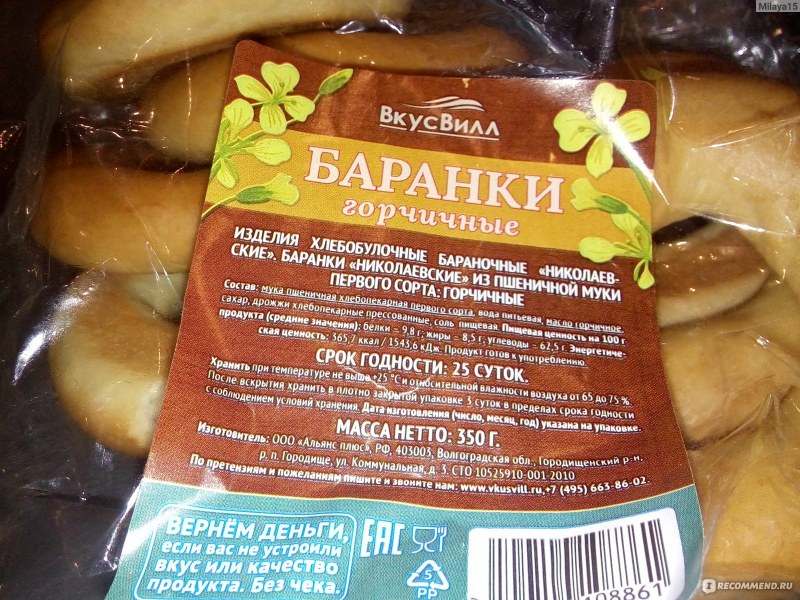 Milaya15
ВкусВилл
БАРАНКИ
горчичные
ИЗДЕЛИЯ ХЛЕБОБУЛОЧНЫЕ БАРАНОЧНЫЕ «НИКОЛАЕВ-
СКИЕ». БАРАНКИ «НИКОЛАЕВСКИЕ» ИЗ ПШЕНИЧНОЙ МУКИ
ПЕРВОГО СОРТА: ГОРЧИЧНЫЕ
Состав: мука пшеничная хлебопекарная первого сорта, вода питьевая, масло горчичное,
сахар, дрожжи хлебопекарные прессованные, соль пищевая. Пищевая ценность на 100 г
продукта (средние значения): белки – 9,8 г; жиры – 8,5 г; углеводы – 62,5 г. Энергетиче-
ская ценность: 365,7 ккал / 1543,6 кДж. Продукт готов к употреблению.
СРОК ГОДНОСТИ: 25 СУТОК.
Хранить при температуре не выше +25 °С и относительной влажности воздуха от 65 до 75 %.
После вскрытия хранить в плотно закрытой упаковке 3 суток в пределах срока годности
с соблюдением условий хранения. Дата изготовления (число, месяц, год) указана на упаковке.
МАССА НЕТТО: 350 Г.
Изготовитель: ООО «Альянс плюс», РФ, 403003, Волгоградская обл., Городищенский р-н,
р. п. Городище, ул. Коммунальная, д. 3. СТО 10525910-001-2010
По претензиям и пожеланиям пишите и звоните нам: www.vkusvill.ru, +7 (495) 663-86-02.
ВЕРНЁМ ДЕНЬГИ,
если вас не устроили
вкус или качество
продукта. Без чека.
EAC
5
PP
08861
RECOMMEND.RU